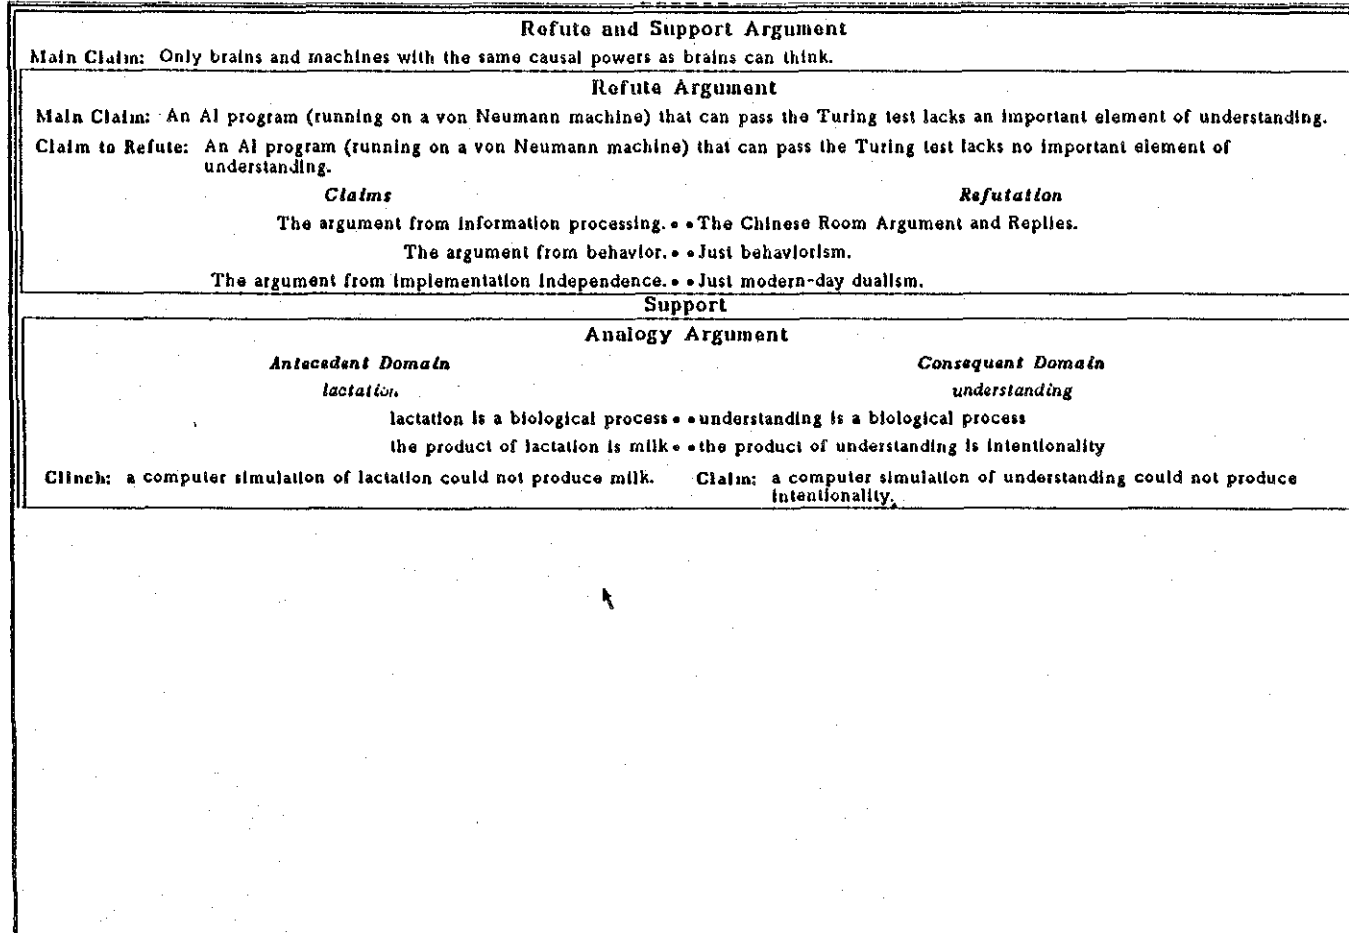 Refute and Support Argument
Main Claim: Only brains and machines with the same causal powers as brains can think.
Refute Argument
Main Claim: An AI program (running on a von Neumann machine) that can pass the Turing test lacks an important element of understanding.
Claim to Refute: An AI program (running on a von Neumann machine) that can pass the Turing test lacks no important element of
understanding.
Claims Refutation
The argument from information processing. • • The Chinese Room Argument and Replies.
The argument from behavior. • • Just behaviorism.
The argument from implementation independence. • • Just modern-day dualism.
Support
Analogy Argument
Antecedent Domain Consequent Domain
lactation understanding
lactation is a biological process • • understanding is a biological process
the product of lactation is milk • • the product of understanding is intentionality
Clinch: a computer simulation of lactation could not produce milk. Claim: a computer simulation of understanding could not produce
intentionality.